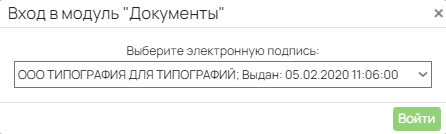 Вход в модуль "Документы"
Выберите электронную подпись:
ООО ТИПОГРАФИЯ ДЛЯ ТИПОГРАФИЙ; Выдан: 05.02.2020 11:06:00
Войти